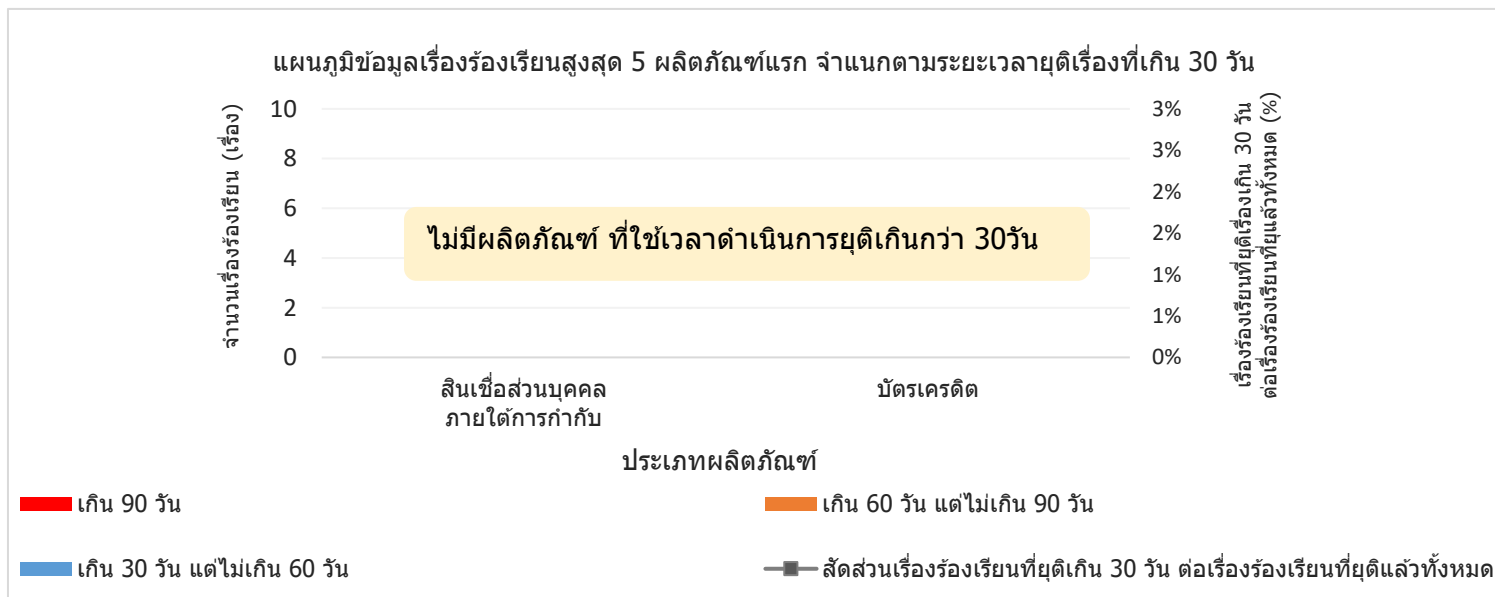 แผนภูมิข้อมูลเรื่องร้องเรียนสูงสุด 5 ผลิตภัณฑ์แรก จำแนกตามระยะเวลายุติเรื่องที่เกิน 30 วัน
จำนวนเรื่องร้องเรียน (เรื่อง)
10
8
6
4
2
0
ไม่มีผลิตภัณฑ์ ที่ใช้เวลาดำเนินการยุติเกินกว่า 30วัน
3%
3%
2%
2%
1%
1%
0%
เรื่องร้องเรียนที่ยุติเรื่องเกิน 30 วัน
ต่อเรื่องร้องเรียนที่ยุแล้วทั้งหมด (%)
สินเชื่อส่วนบุคคล
ภายใต้การกำกับ
บัตรเครดิต
ประเภทผลิตภัณฑ์
เกิน 90 วัน
เกิน 60 วัน แต่ไม่เกิน 90 วัน
เกิน 30 วัน แต่ไม่เกิน 60 วัน
สัดส่วนเรื่องร้องเรียนที่ยุติเกิน 30 วัน ต่อเรื่องร้องเรียนที่ยุติแล้วทั้งหมด